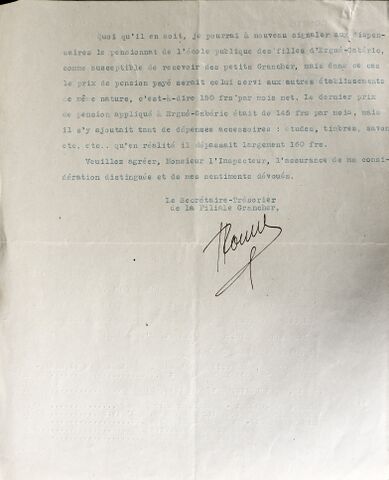 Quoi qu'il en soit, je pourrai à nouveau signaler aux dispen-
saires le pensionnat de l'école publique des filles d'Ergué-Gabéric,
comme susceptible de recevoir des petits Grancher, mais dans ce cas
le prix de pension payé serait celui servi aux autres établissements
de même nature, c'est-à-dire 150 frs par mois net. Le dernier prix
de pension appliqué à Ergué-Gabéric était de 145 frs par mois, mais
il s'y ajoutait tant de dépenses accessoires : études, timbres, savon
etc. etc.. qu'en réalité il dépassait largement 160 frs.
Veuillez agréer, Monsieur l'Inspecteur, l'assurance de ma consi-
dération distinguée et de mes sentiments dévoués.
Le Secrétaire-Trésorier
de la Filiale Grancher,